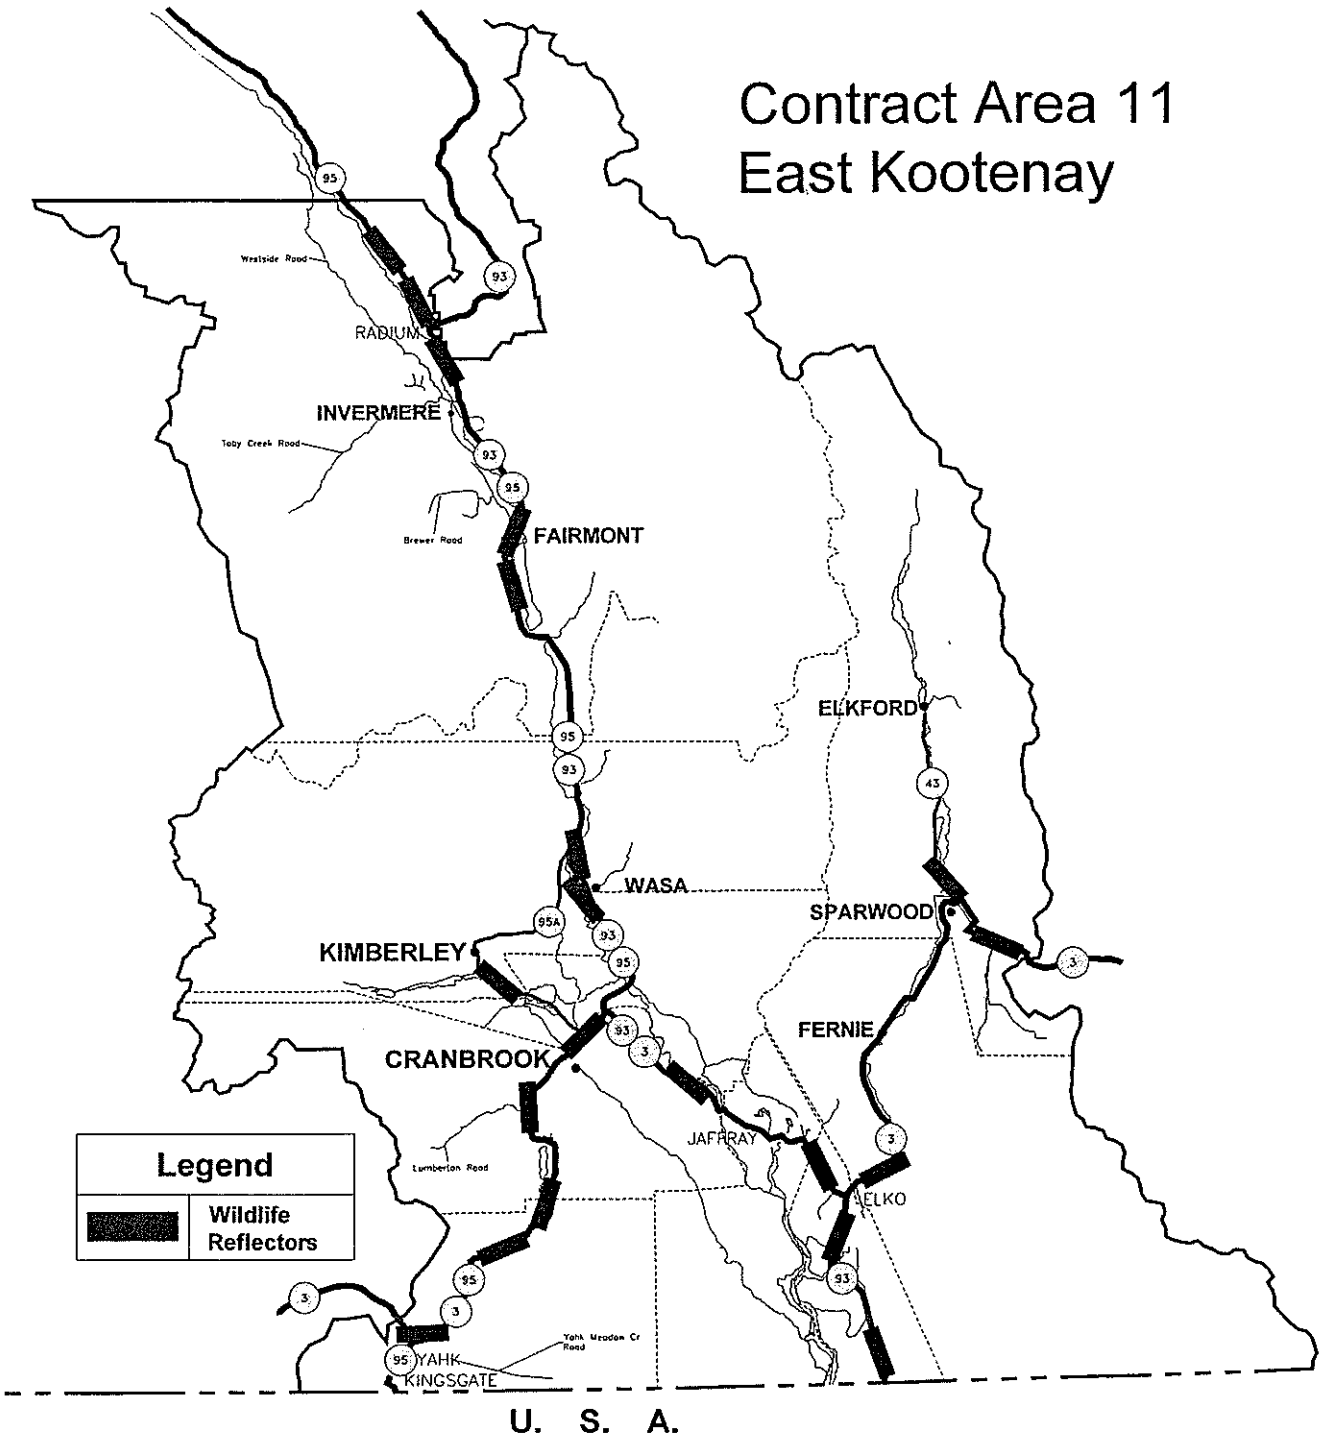 Contract Area 11
East Kootenay
95
Westside Road
93
RADIUM
INVERMERE
Toby Creek Road
93
95
FAIRMONT
Brewer Road
ELKFORD
95
93
43
WASA
SPARWOOD
95A
93
KIMBERLEY
95
3
FERNIE
93
3
CRANBROOK
JAFFRAY
3
Legend
Lumberton Road
ELKO
Wildlife
Reflectors
95
93
3
3
Yahk Meadow Cr
Road
95
YAHK
KINGSGATE
U. S. A.